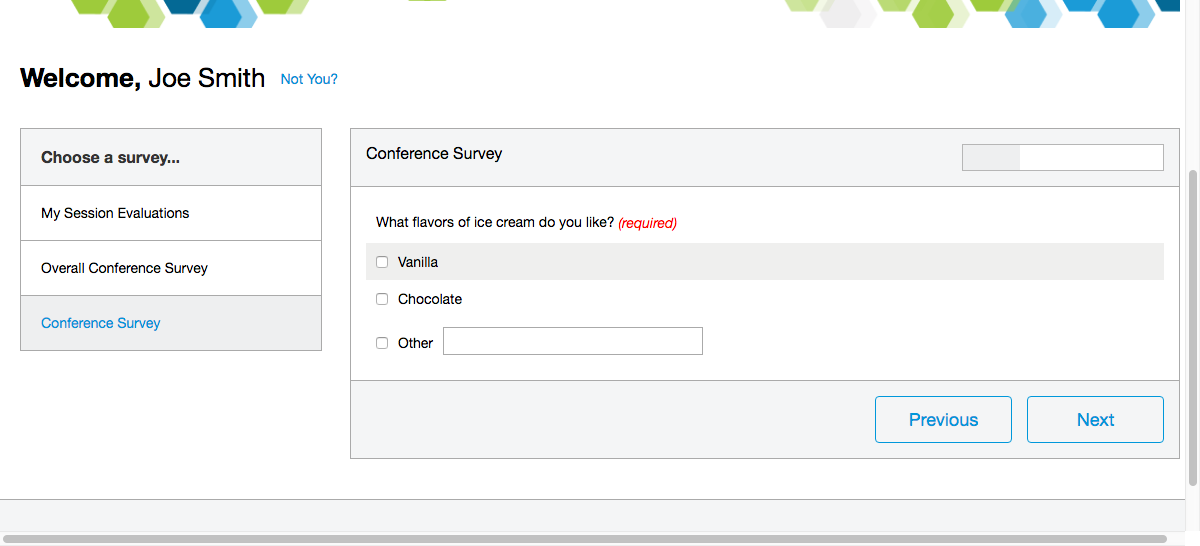 Welcome, Joe Smith Not You?
Choose a survey...
My Session Evaluations
Overall Conference Survey
Conference Survey
Conference Survey
What flavors of ice cream do you like? (required)
Vanilla
Chocolate
Other
Previous Next